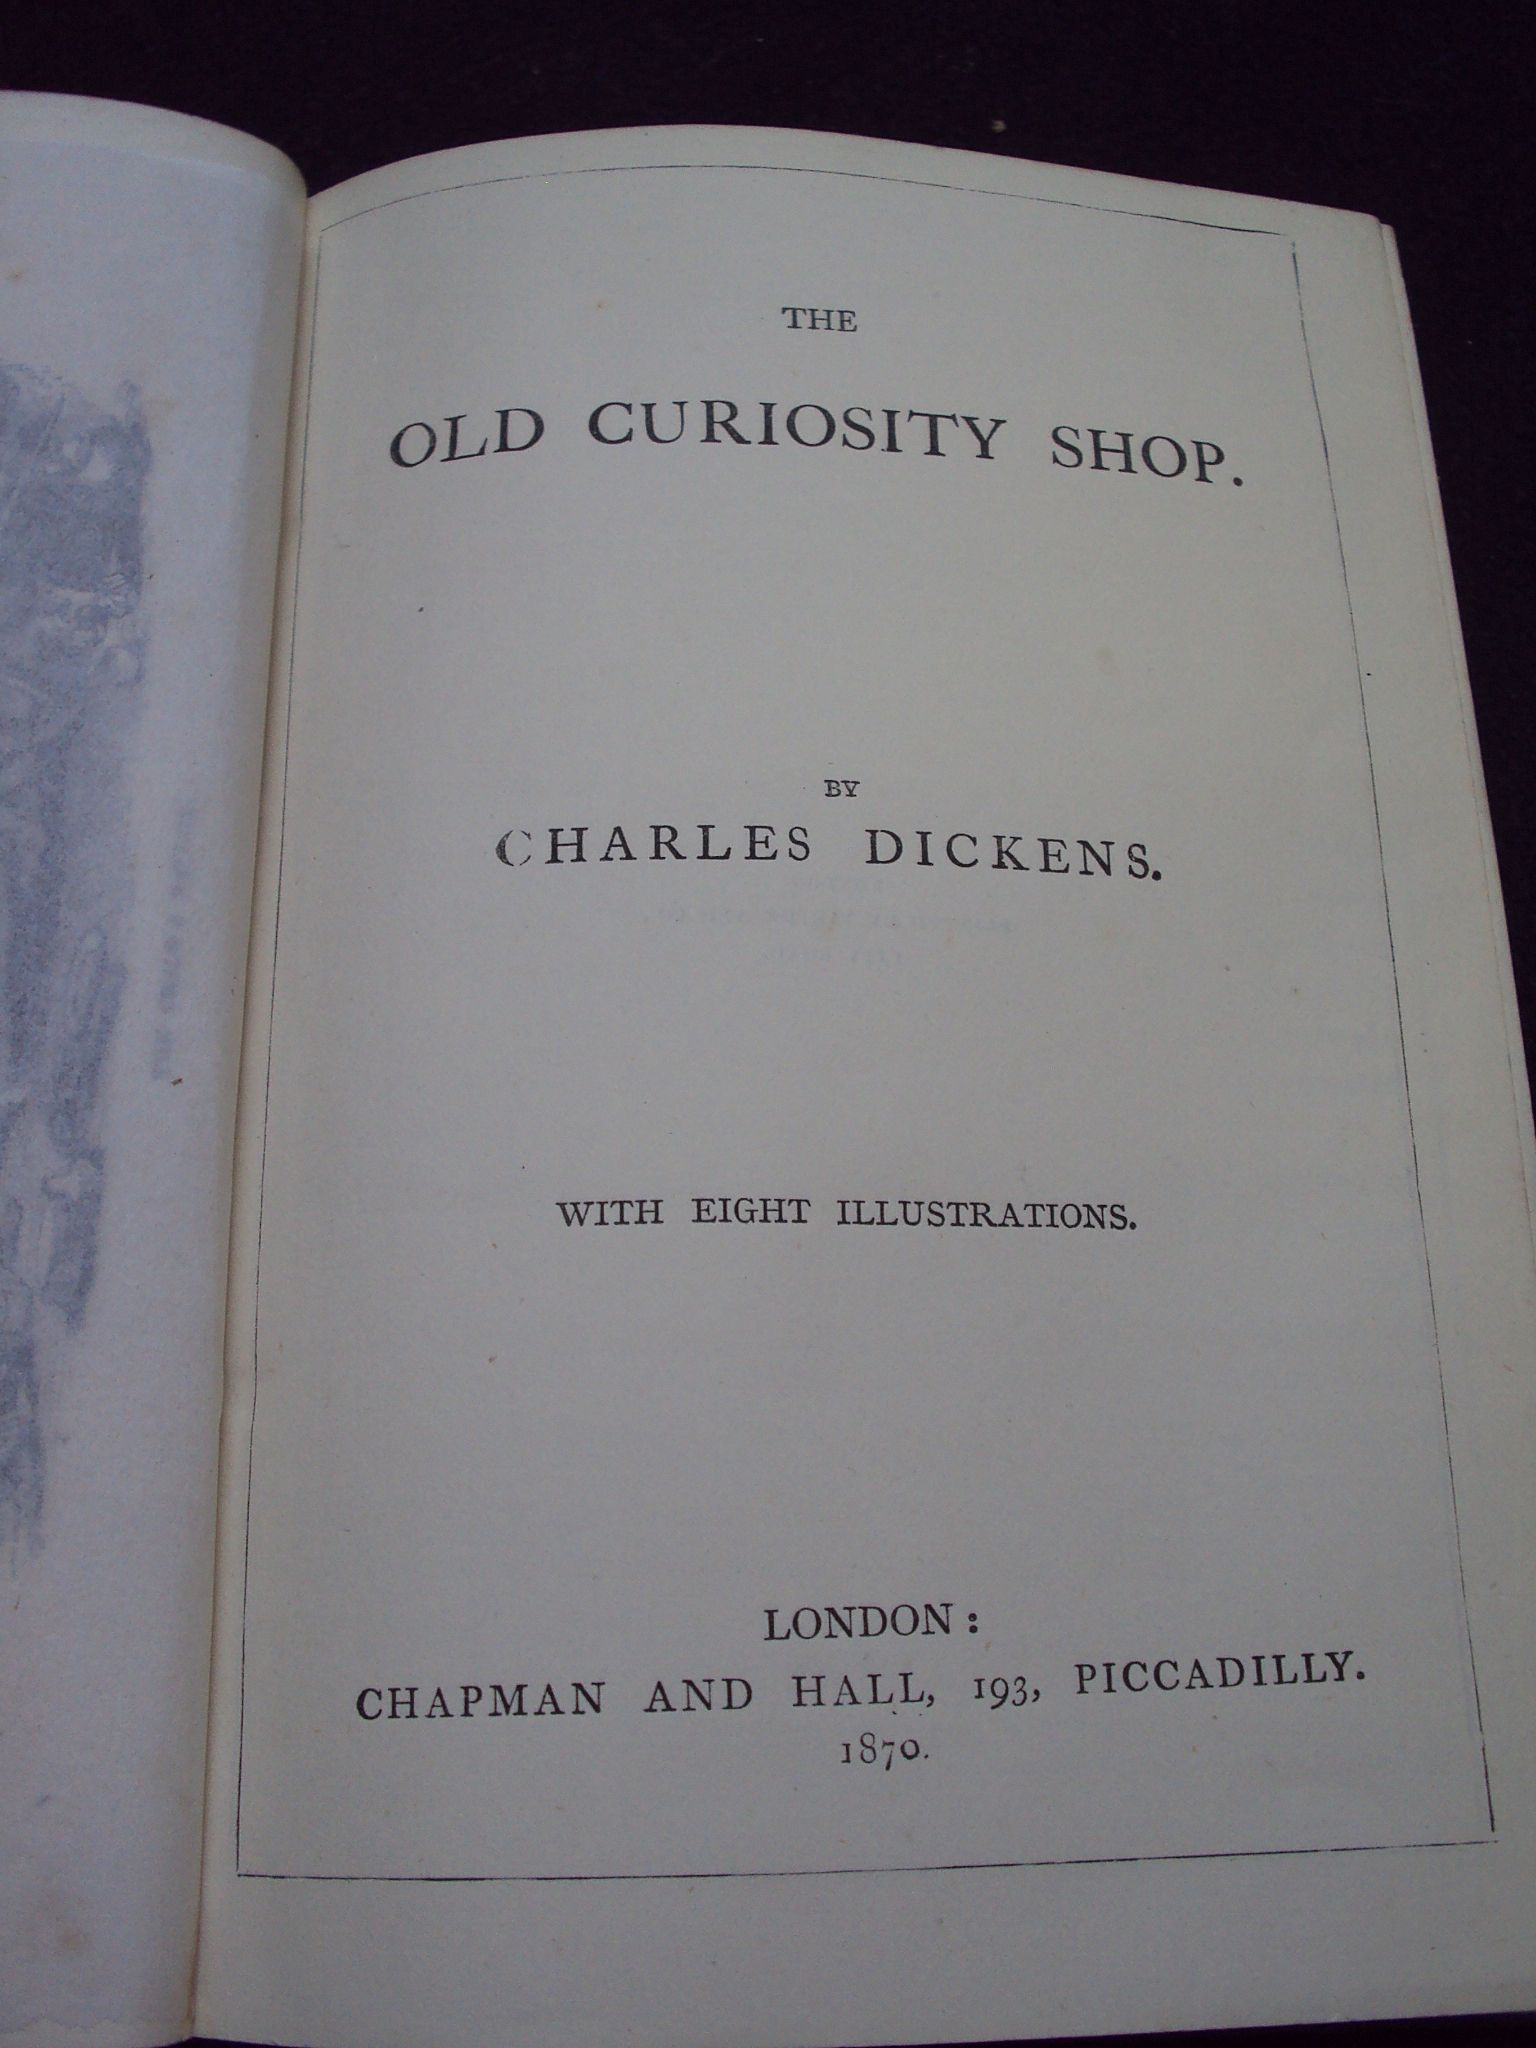 THE
OLD CURIOSITY SHOP.
BY
CHARLES DICKENS.
WITH EIGHT ILLUSTRATIONS.
LONDON:
CHAPMAN AND HALL, 193, PICCADILLY.
1870.